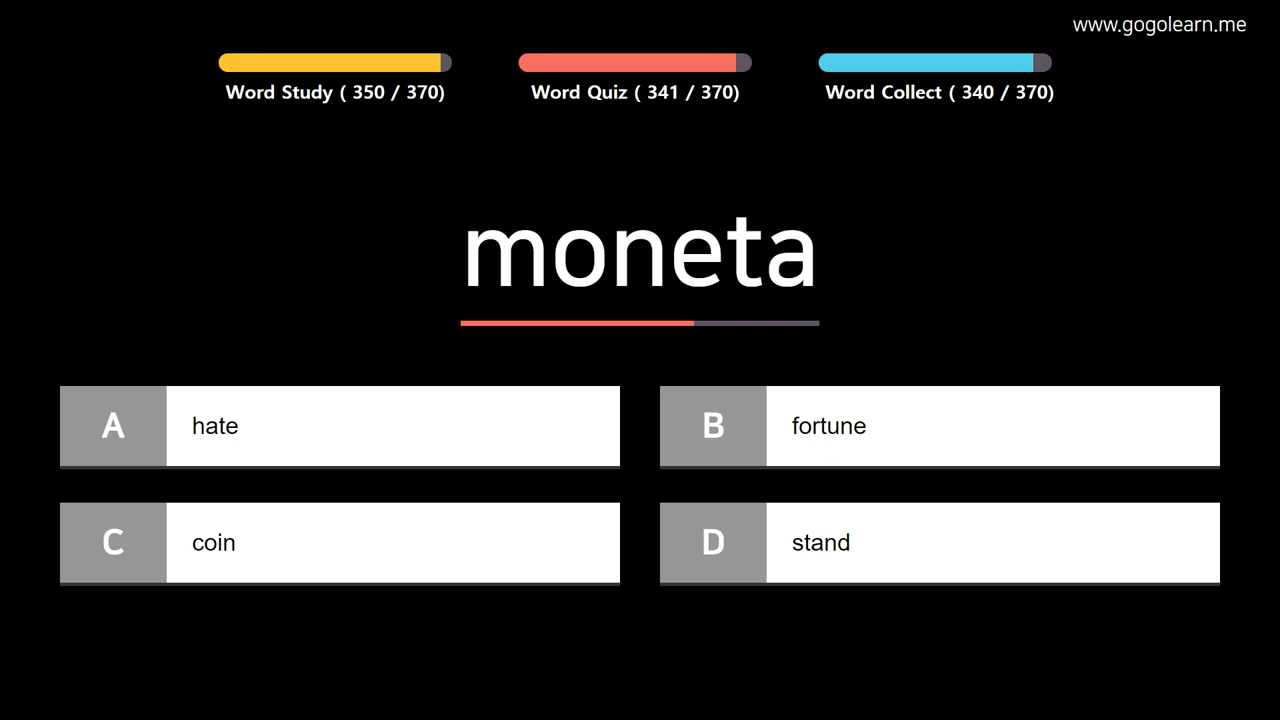 www.gogolearn.me
Word Study ( 350 / 370)
Word Quiz ( 341 / 370)
Word Collect ( 340 / 370)
moneta
A hate
B fortune
C coin
D stand